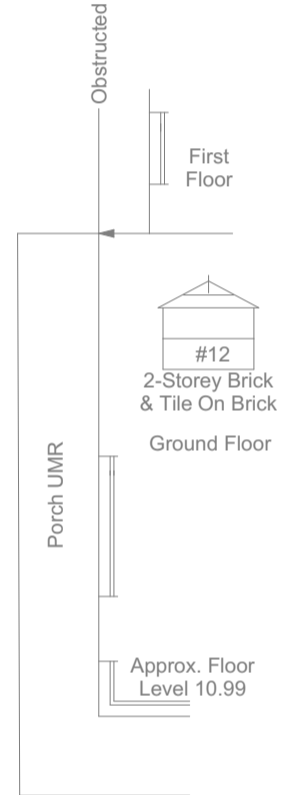 Obstructed
First
Floor
#12
2-Storey Brick
& Tile On Brick
Ground Floor
Porch UMR
Approx. Floor
Level 10.99